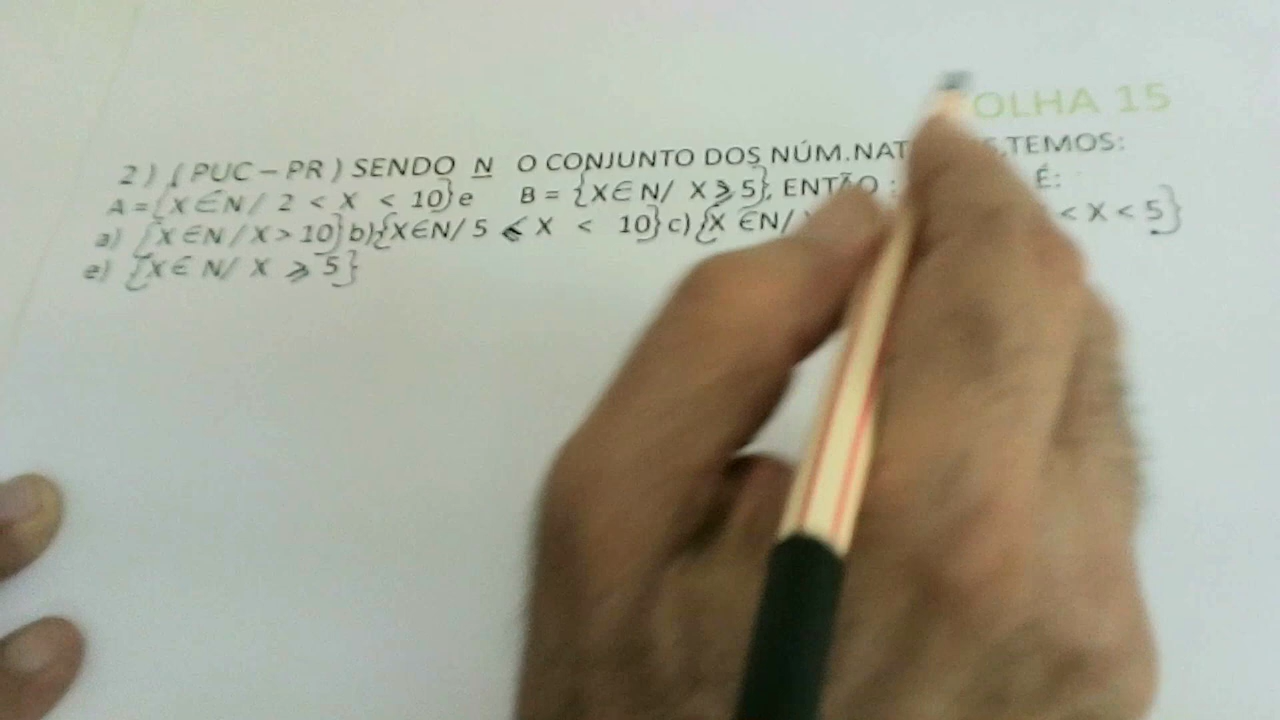 OLHA 15
2) ( PUC – PR ) SENDO N O CONJUNTO DOS NÚM.NAT TEMOS:
A = {X ∈ N / 2 < X < 10} e B = {X ∈ N/ X ⩾ 5}, ENTÃO : É:
a) {X ∈ N / X > 10} b){X ∈ N/ 5 ⩽ X < 10} c) {X ∈ N/ < X < 5}
e) {X ∈ N/ X ⩾ 5}